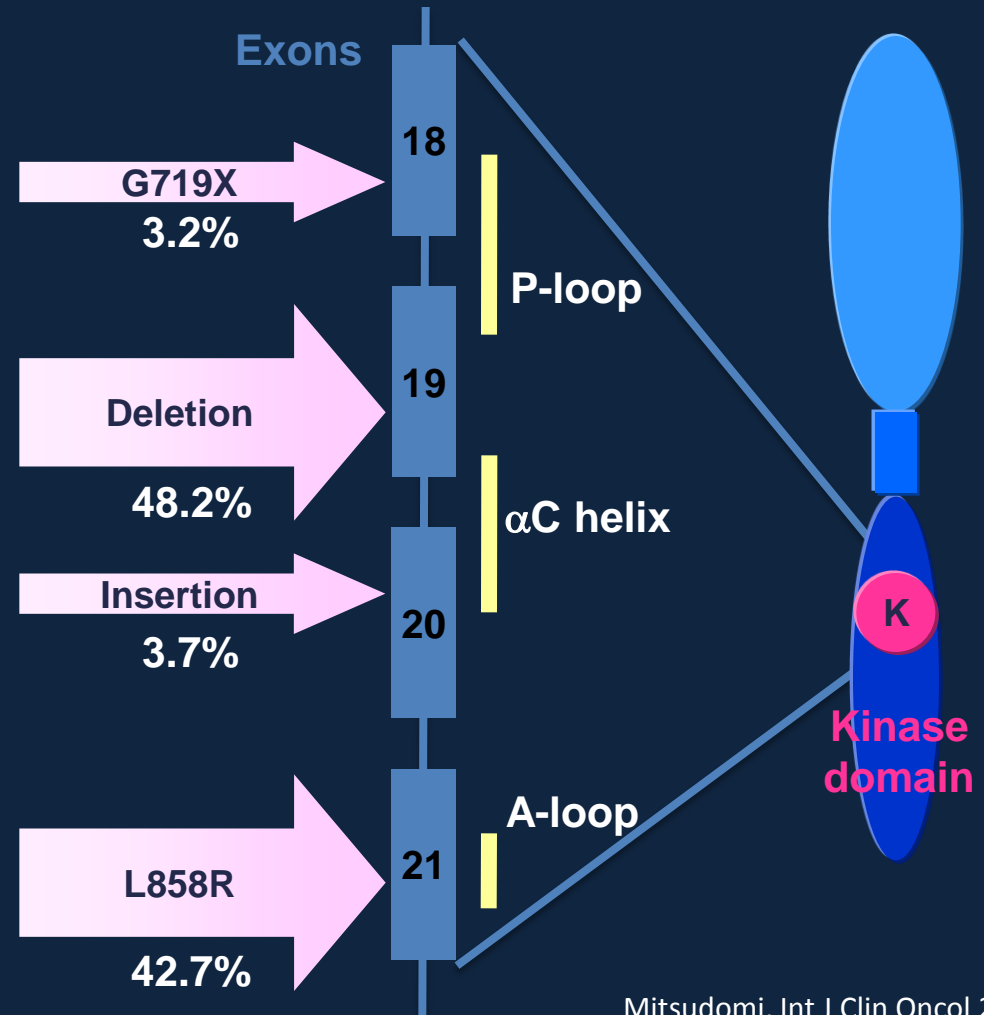 Exons
18
G719X
3.2%
P-loop
19
Deletion
48.2%
αC helix
Insertion
3.7%
20
K
Kinase
domain
A-loop
21
L858R
42.7%
Mitsudomi, Int J Clin Oncol 2